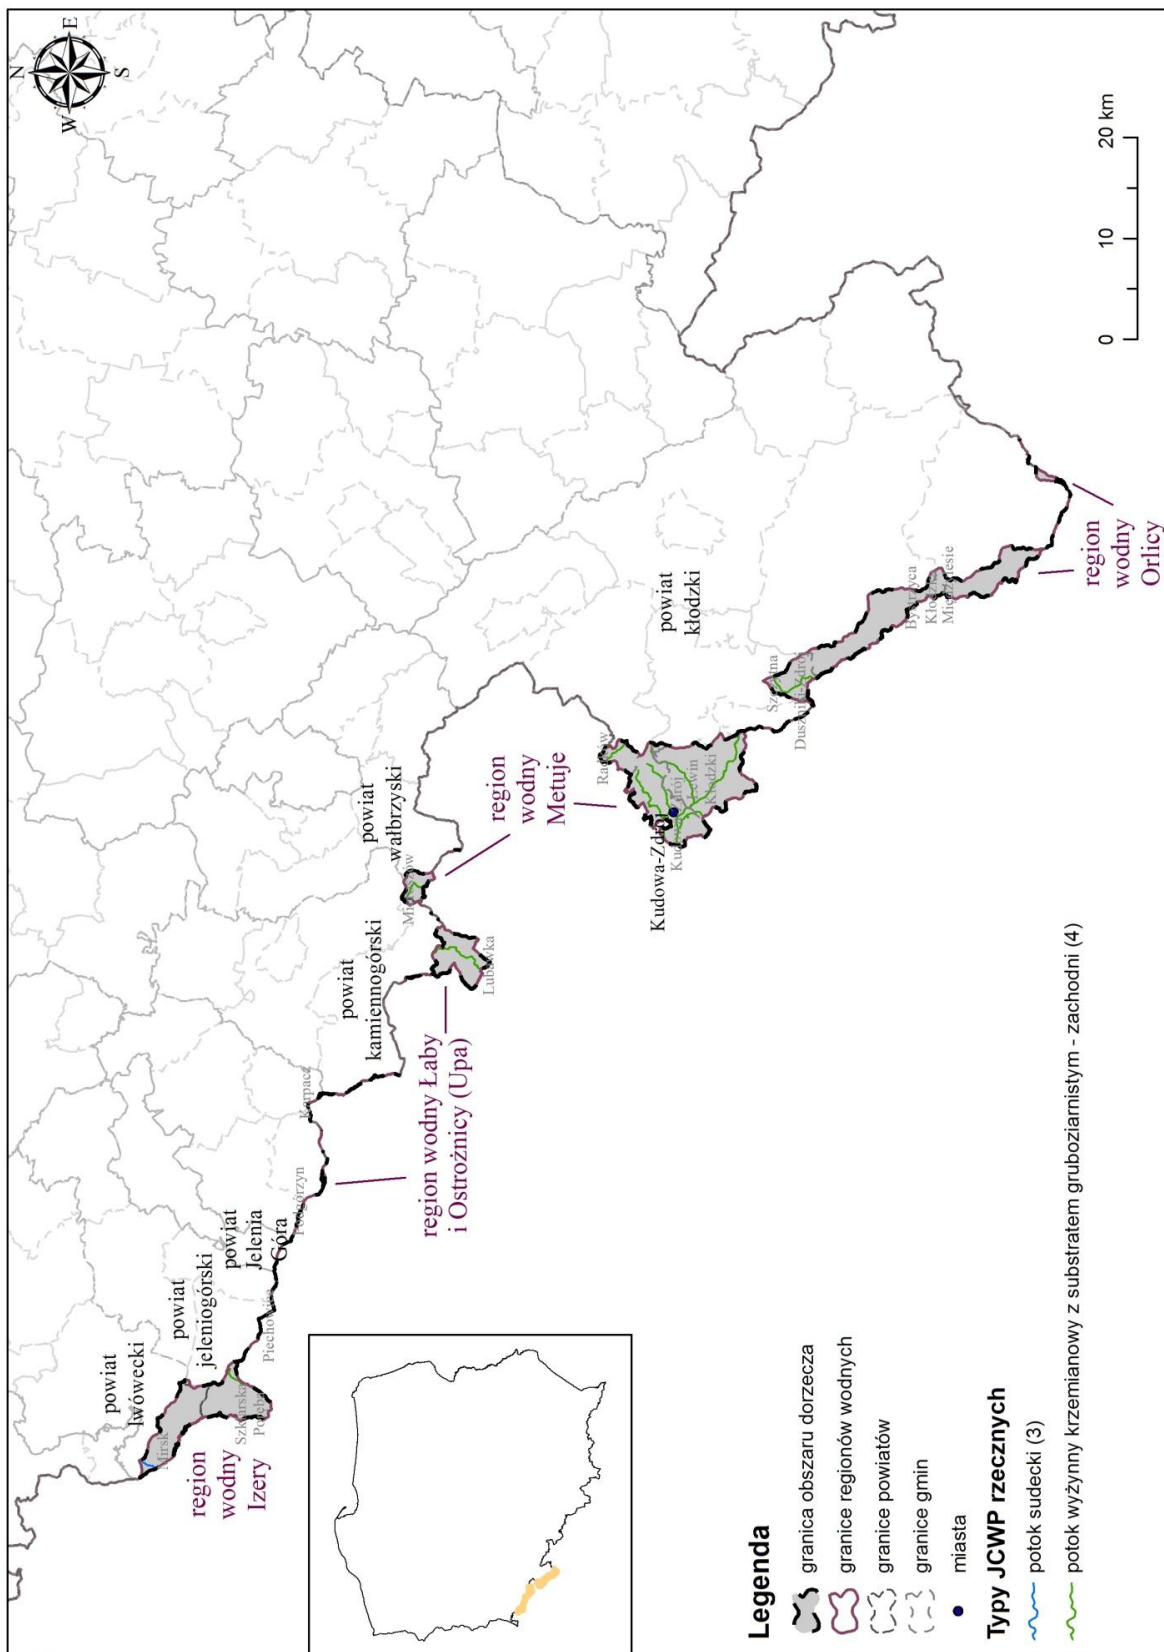 N
E
S
W
powiat
lwówecki
powiat
jeleniogórski
powiat
Jelenia
Góra
Mirsk
Szklarska
Poręba
Piechowice
Podgórzyn
Karpacz
region
wodny
Izery
region wodny Łaby
i Ostrożnicy (Upa)
powiat
kamiennogórski
Lubawka
powiat
wałbrzyski
Mieroszów
region
wodny
Metuje
Radków
Kudowa-Zdrój
Kudowa-Zdrój
Lewin
Kłodzki
powiat
kłodzki
Szczytna
Duszniki-Zdrój
Bystrzyca
Kłodzka
Międzylesie
region
wodny
Orlicy
0 10 20 km
Legenda
granica obszaru dorzecza
granice regionów wodnych
granice powiatów
granice gmin
miasta
Typy JCWP rzecznych
potok sudecki (3)
potok wyżynny krzemianowy z substratem gruboziarnistym - zachodni (4)